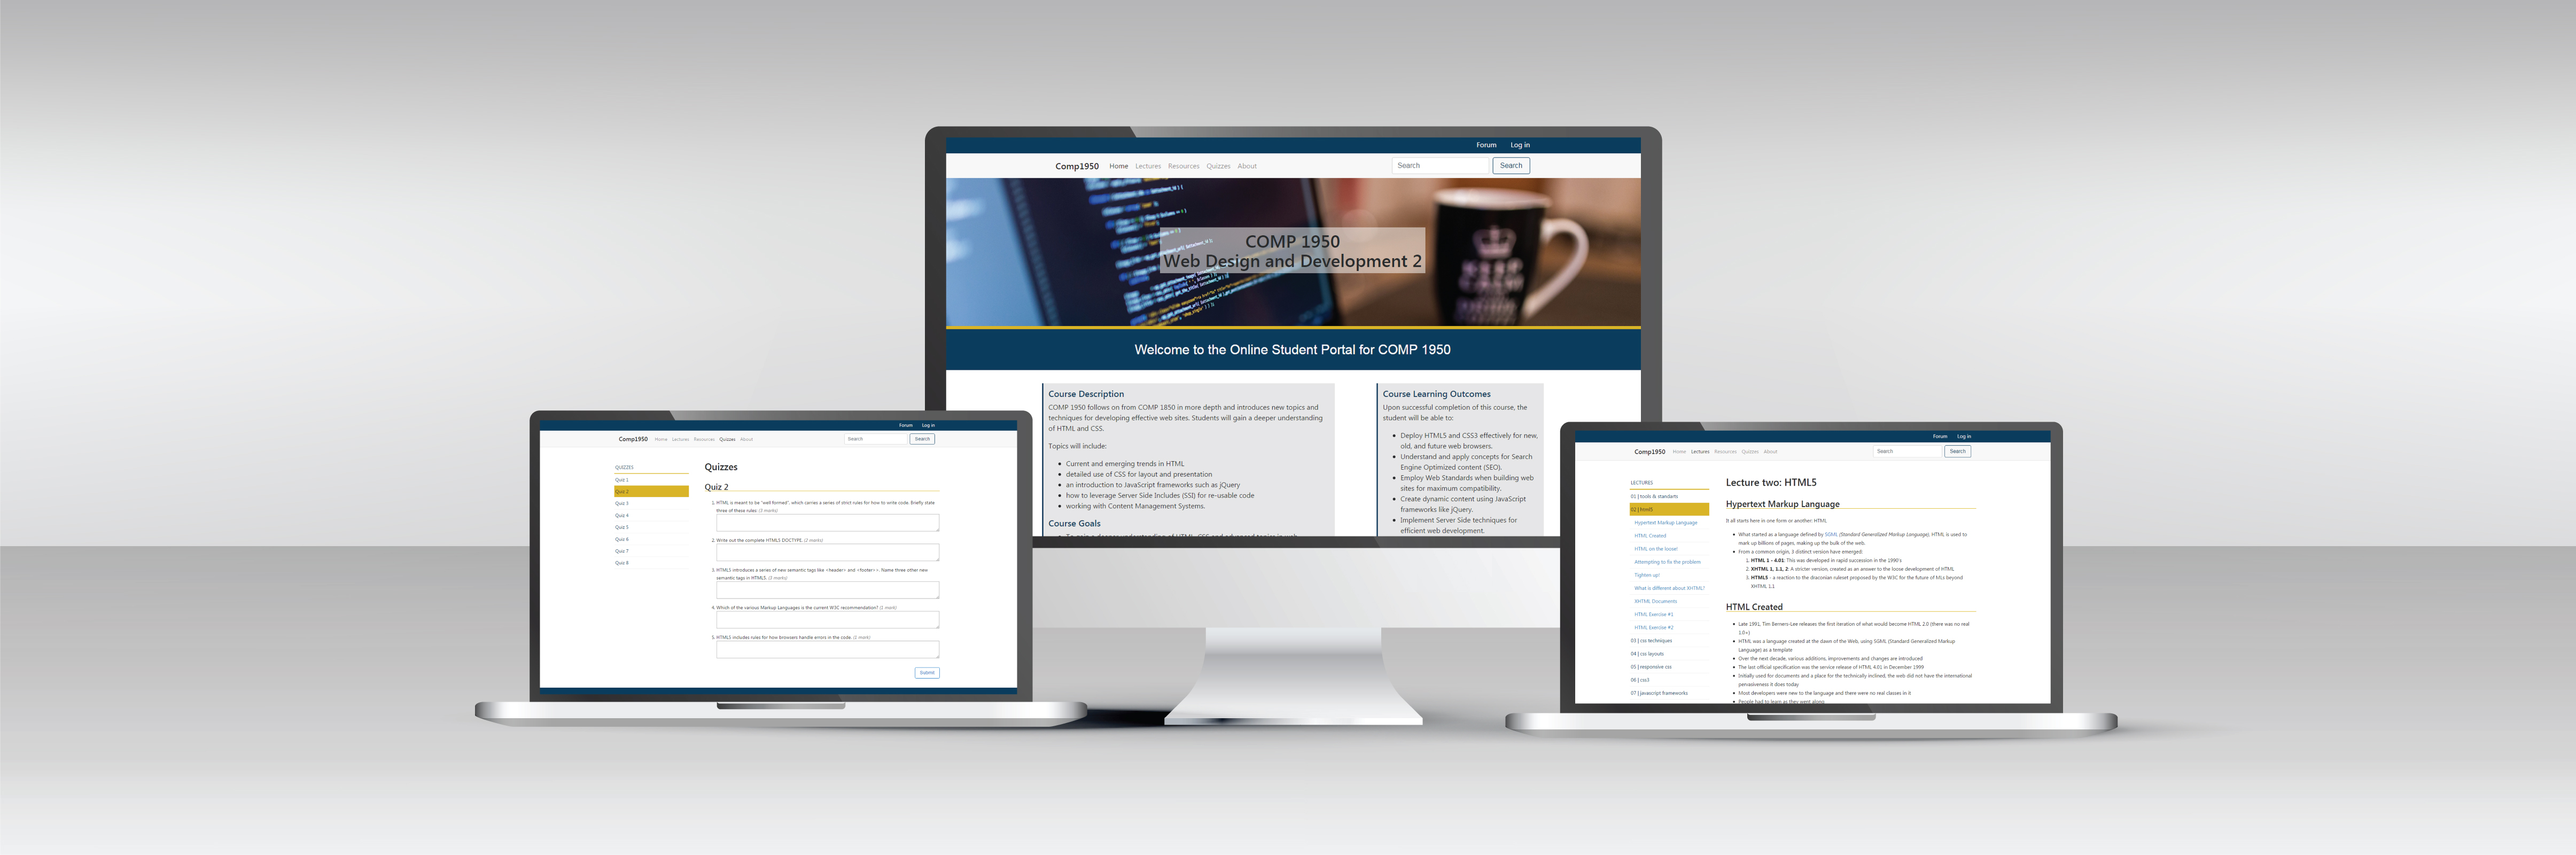 Forum Log in
Comp1950 Home Lectures Resources Quizzes About Search Search
COMP 1950
Web Design and Development 2
Welcome to the Online Student Portal for COMP 1950
Course Description
COMP 1950 follows on from COMP 1850 in more depth and introduces new topics and
techniques for developing effective web sites. Students will gain a deeper understanding
of HTML and CSS.
Topics will include:
• Current and emerging trends in HTML
• detailed use of CSS for layout and presentation
• an introduction to JavaScript frameworks such as jQuery
• how to leverage Server Side Includes (SSI) for re-usable code
• working with Content Management Systems.
Course Goals
Course Learning Outcomes
Upon successful completion of this course, the
student will be able to:
• Deploy HTML5 and CSS3 effectively for new,
old, and future web browsers.
• Understand and apply concepts for Search
Engine Optimized content (SEO).
• Employ Web Standards when building web
sites for maximum compatibility.
• Create dynamic content using JavaScript
frameworks like jQuery.
• Implement Server Side techniques for
efficient web development.
Forum Log in
Comp1950 Home Lectures Resources Quizzes About Search Search
QUIZZES
Quiz 1
Quiz 2
Quiz 3
Quiz 4
Quiz 5
Quiz 6
Quiz 7
Quiz 8
Quizzes
Quiz 2
1. HTML is meant to be "well-formed", which carries a series of strict rules for how to write code. Briefly state
three of these rules: (3 marks)
2. Write out the complete HTML5 DOCTYPE. (2 marks)
3. HTML5 introduces a series of new semantic tags like <header> and <footer>. Name three other new
semantic tags in HTML5. (3 marks)
4. Which of the various Markup Languages is the current W3C recommendation? (1 mark)
5. HTML5 includes rules for how browsers handle errors in the code: (1 mark)
Submit
Forum Log in
Comp1950 Home Lectures Resources Quizzes About Search Search
LECTURES
01 | tools & standarts
02 | html5
Hypertext Markup Language
HTML Created
HTML on the loose!
Attempting to fix the problem
Tighten up!
What is different about XHTML?
XHTML Documents
HTML Exercise #1
HTML Exercise #2
03 | css techniques
04 | css layouts
05 | responsive css
06 | css3
07 | javascript frameworks
Lecture two: HTML5
Hypertext Markup Language
It all starts here in one form or another: HTML
• What started as a language defined by SGML (Standard Generalized Markup Language). HTML is used to
mark up billions of pages, making up the bulk of the web.
• From a common origin, 3 distinct version have emerged:
1. HTML 1 - 4.01: This was developed in rapid succession in the 1990's
2. XHTML 1, 1.1, 2: A stricter version, created as an answer to the loose development of HTML
3. HTML5 - a reaction to the draconian ruleset proposed by the W3C for the future of MLs beyond
XHTML 1.1
HTML Created
• Late 1991, Tim Berners-Lee releases the first iteration of what would become HTML 2.0 (there was no real
1.0+)
• HTML was a language created at the dawn of the Web, using SGML (Standard Generalized Markup
Language) as a template
• Over the next decade, various additions, improvements and changes are introduced
• The last official specification was the service release of HTML 4.01 in December 1999
• Initially used for documents and a place for the technically inclined, the web did not have the international
pervasiveness it does today
• Most developers were new to the language and there were no real classes in it
• People had to learn as they went along